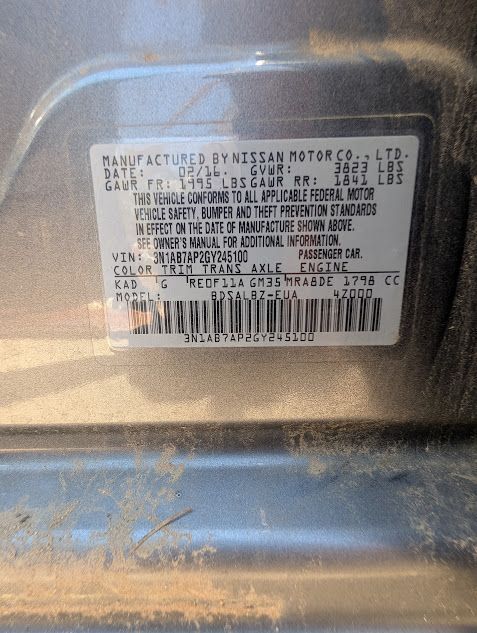 MANUFACTURED BY NISSAN MOTOR CO., LTD.
DATE: 02/16. GVWR: 3823 LBS
GAWR FR: 1995 LBS GAWR RR: 1841 LBS
THIS VEHICLE CONFORMS TO ALL APPLICABLE FEDERAL MOTOR
VEHICLE SAFETY, BUMPER AND THEFT PREVENTION STANDARDS
IN EFFECT ON THE DATE OF MANUFACTURE SHOWN ABOVE.
SEE OWNER'S MANUAL FOR ADDITIONAL INFORMATION.
VIN: 3N1AB7AP2GY245100 PASSENGER CAR.
COLOR TRIM TRANS AXLE ENGINE
KAD G RE0F11A GM35 MRA8DE 1798 CC
MODEL: BDSALBZ-EUA 4Z000
3N1AB7AP2GY245100